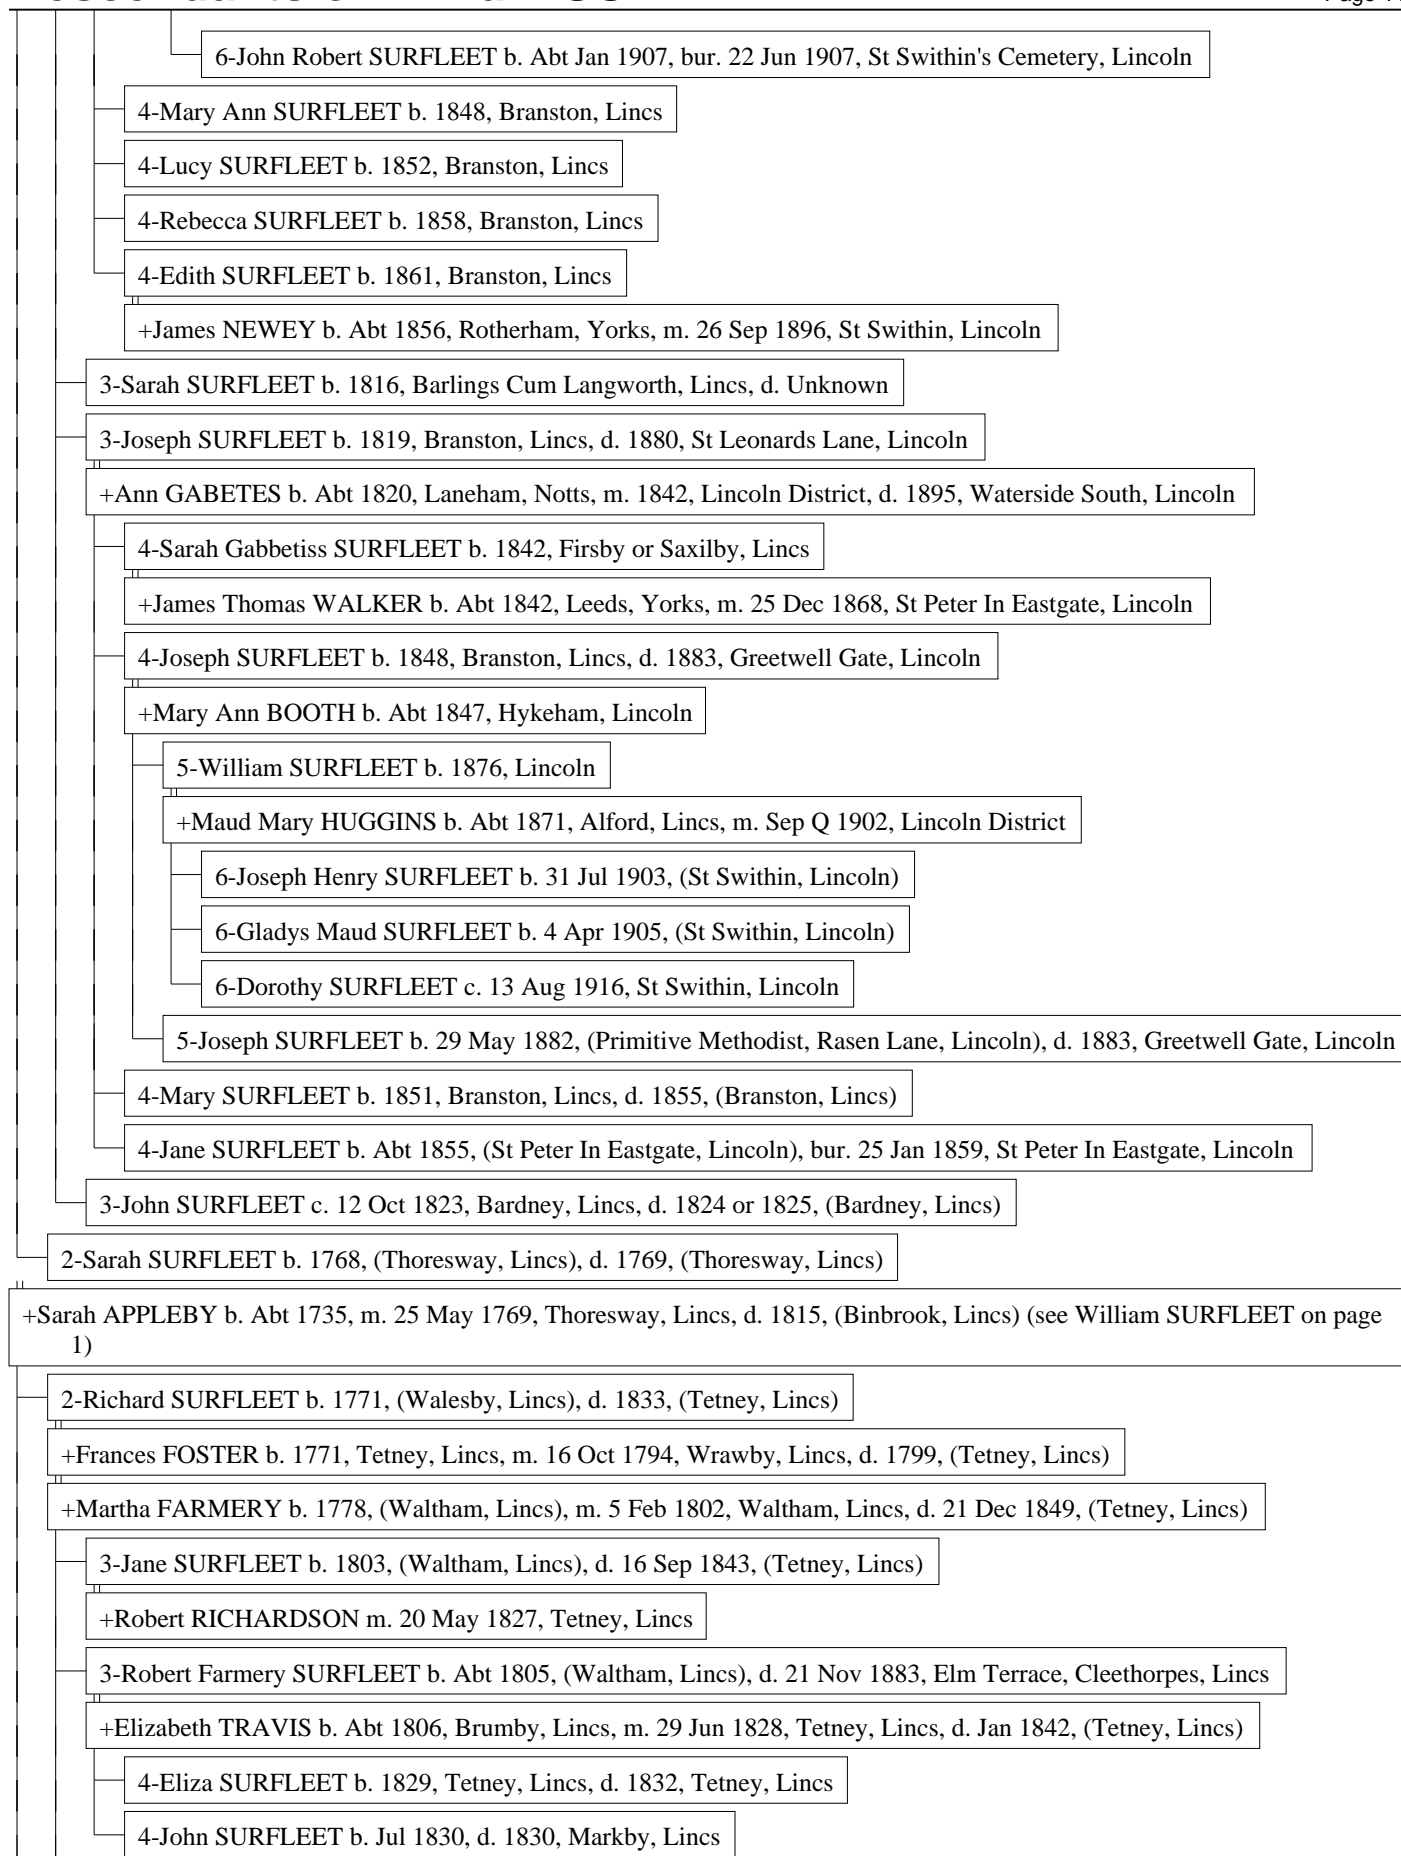 6-John Robert SURFLEET b. Abt Jan 1907, bur. 22 Jun 1907, St Swithin's Cemetery, Lincoln
4-Mary Ann SURFLEET b. 1848, Branston, Lincs
4-Lucy SURFLEET b. 1852, Branston, Lincs
4-Rebecca SURFLEET b. 1858, Branston, Lincs
4-Edith SURFLEET b. 1861, Branston, Lincs
+James NEWEY b. Abt 1856, Rotherham, Yorks, m. 26 Sep 1896, St Swithin, Lincoln
3-Sarah SURFLEET b. 1816, Barlings Cum Langworth, Lincs, d. Unknown
3-Joseph SURFLEET b. 1819, Branston, Lincs, d. 1880, St Leonards Lane, Lincoln
+Ann GABETES b. Abt 1820, Laneham, Notts, m. 1842, Lincoln District, d. 1895, Waterside South, Lincoln
4-Sarah Gabbetiss SURFLEET b. 1842, Firsby or Saxilby, Lincs
+James Thomas WALKER b. Abt 1842, Leeds, Yorks, m. 25 Dec 1868, St Peter In Eastgate, Lincoln
4-Joseph SURFLEET b. 1848, Branston, Lincs, d. 1883, Greetwell Gate, Lincoln
+Mary Ann BOOTH b. Abt 1847, Hykeham, Lincoln
5-William SURFLEET b. 1876, Lincoln
+Maud Mary HUGGINS b. Abt 1871, Alford, Lincs, m. Sep Q 1902, Lincoln District
6-Joseph Henry SURFLEET b. 31 Jul 1903, (St Swithin, Lincoln)
6-Gladys Maud SURFLEET b. 4 Apr 1905, (St Swithin, Lincoln)
6-Dorothy SURFLEET c. 13 Aug 1916, St Swithin, Lincoln
5-Joseph SURFLEET b. 29 May 1882, (Primitive Methodist, Rasen Lane, Lincoln), d. 1883, Greetwell Gate, Lincoln
4-Mary SURFLEET b. 1851, Branston, Lincs, d. 1855, (Branston, Lincs)
4-Jane SURFLEET b. Abt 1855, (St Peter In Eastgate, Lincoln), bur. 25 Jan 1859, St Peter In Eastgate, Lincoln
3-John SURFLEET c. 12 Oct 1823, Bardney, Lincs, d. 1824 or 1825, (Bardney, Lincs)
2-Sarah SURFLEET b. 1768, (Thoresway, Lincs), d. 1769, (Thoresway, Lincs)
+Sarah APPLEBY b. Abt 1735, m. 25 May 1769, Thoresway, Lincs, d. 1815, (Binbrook, Lincs) (see William SURFLEET on page
1)
2-Richard SURFLEET b. 1771, (Walesby, Lincs), d. 1833, (Tetney, Lincs)
+Frances FOSTER b. 1771, Tetney, Lincs, m. 16 Oct 1794, Wrawby, Lincs, d. 1799, (Tetney, Lincs)
+Martha FARMERY b. 1778, (Waltham, Lincs), m. 5 Feb 1802, Waltham, Lincs, d. 21 Dec 1849, (Tetney, Lincs)
3-Jane SURFLEET b. 1803, (Waltham, Lincs), d. 16 Sep 1843, (Tetney, Lincs)
+Robert RICHARDSON m. 20 May 1827, Tetney, Lincs
3-Robert Farmery SURFLEET b. Abt 1805, (Waltham, Lincs), d. 21 Nov 1883, Elm Terrace, Cleethorpes, Lincs
+Elizabeth TRAVIS b. Abt 1806, Brumby, Lincs, m. 29 Jun 1828, Tetney, Lincs, d. Jan 1842, (Tetney, Lincs)
4-Eliza SURFLEET b. 1829, Tetney, Lincs, d. 1832, Tetney, Lincs
4-John SURFLEET b. Jul 1830, d. 1830, Markby, Lincs